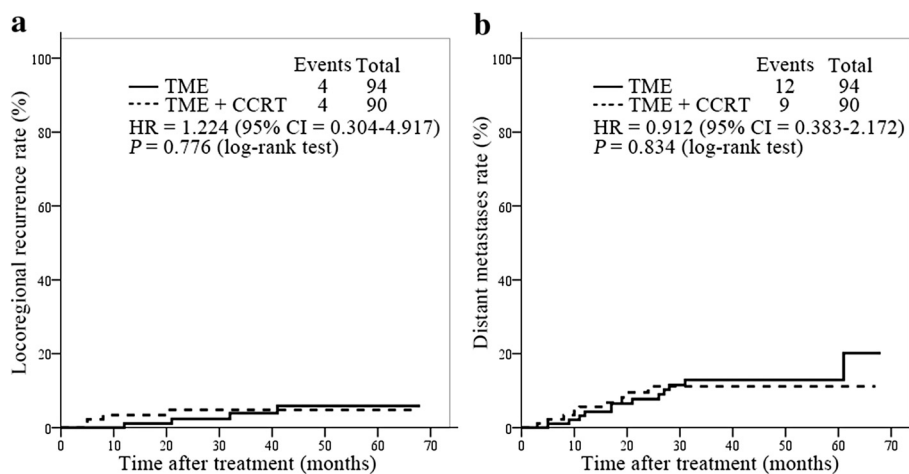 a
Events Total
TME 4 94
TME + CCRT 4 90
HR = 1.224 (95% CI = 0.304-4.917)
P = 0.776 (log-rank test)
Locoregional recurrence rate (%)
100
80
60
40
20
0
0 10 20 30 40 50 60 70
Time after treatment (months)
b
Events Total
TME 12 94
TME + CCRT 9 90
HR = 0.912 (95% CI = 0.383-2.172)
P = 0.834 (log-rank test)
Distant metastases rate (%)
100
80
60
40
20
0
0 10 20 30 40 50 60 70
Time after treatment (months)